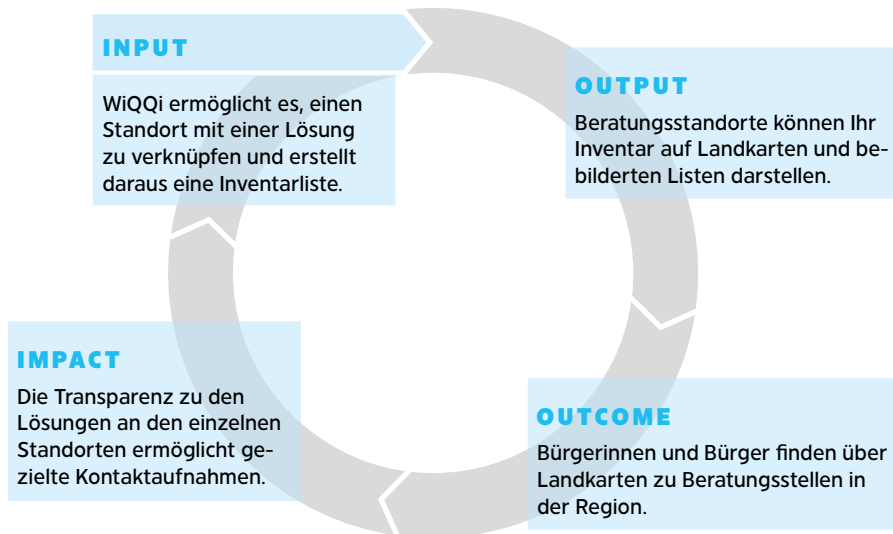 INPUT
WiQQi ermöglicht es, einen
Standort mit einer Lösung
zu verknüpfen und erstellt
daraus eine Inventarliste.
OUTPUT
Beratungsstandorte können Ihr
Inventar auf Landkarten und be-
bilderten Listen darstellen.
OUTCOME
Bürgerinnen und Bürger finden über
Landkarten zu Beratungsstellen in
der Region.
IMPACT
Die Transparenz zu den
Lösungen an den einzelnen
Standorten ermöglicht ge-
zielte Kontaktaufnahmen.